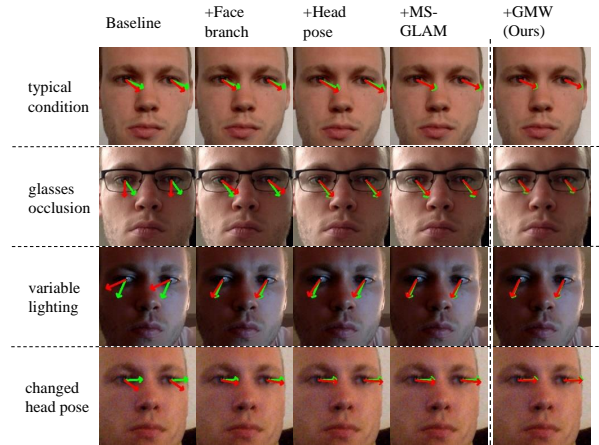 Baseline
+Face
branch
+Head
pose
+MS-
GLAM
+GMW
(Ours)
typical
condition
glasses
occlusion
variable
lighting
changed
head pose